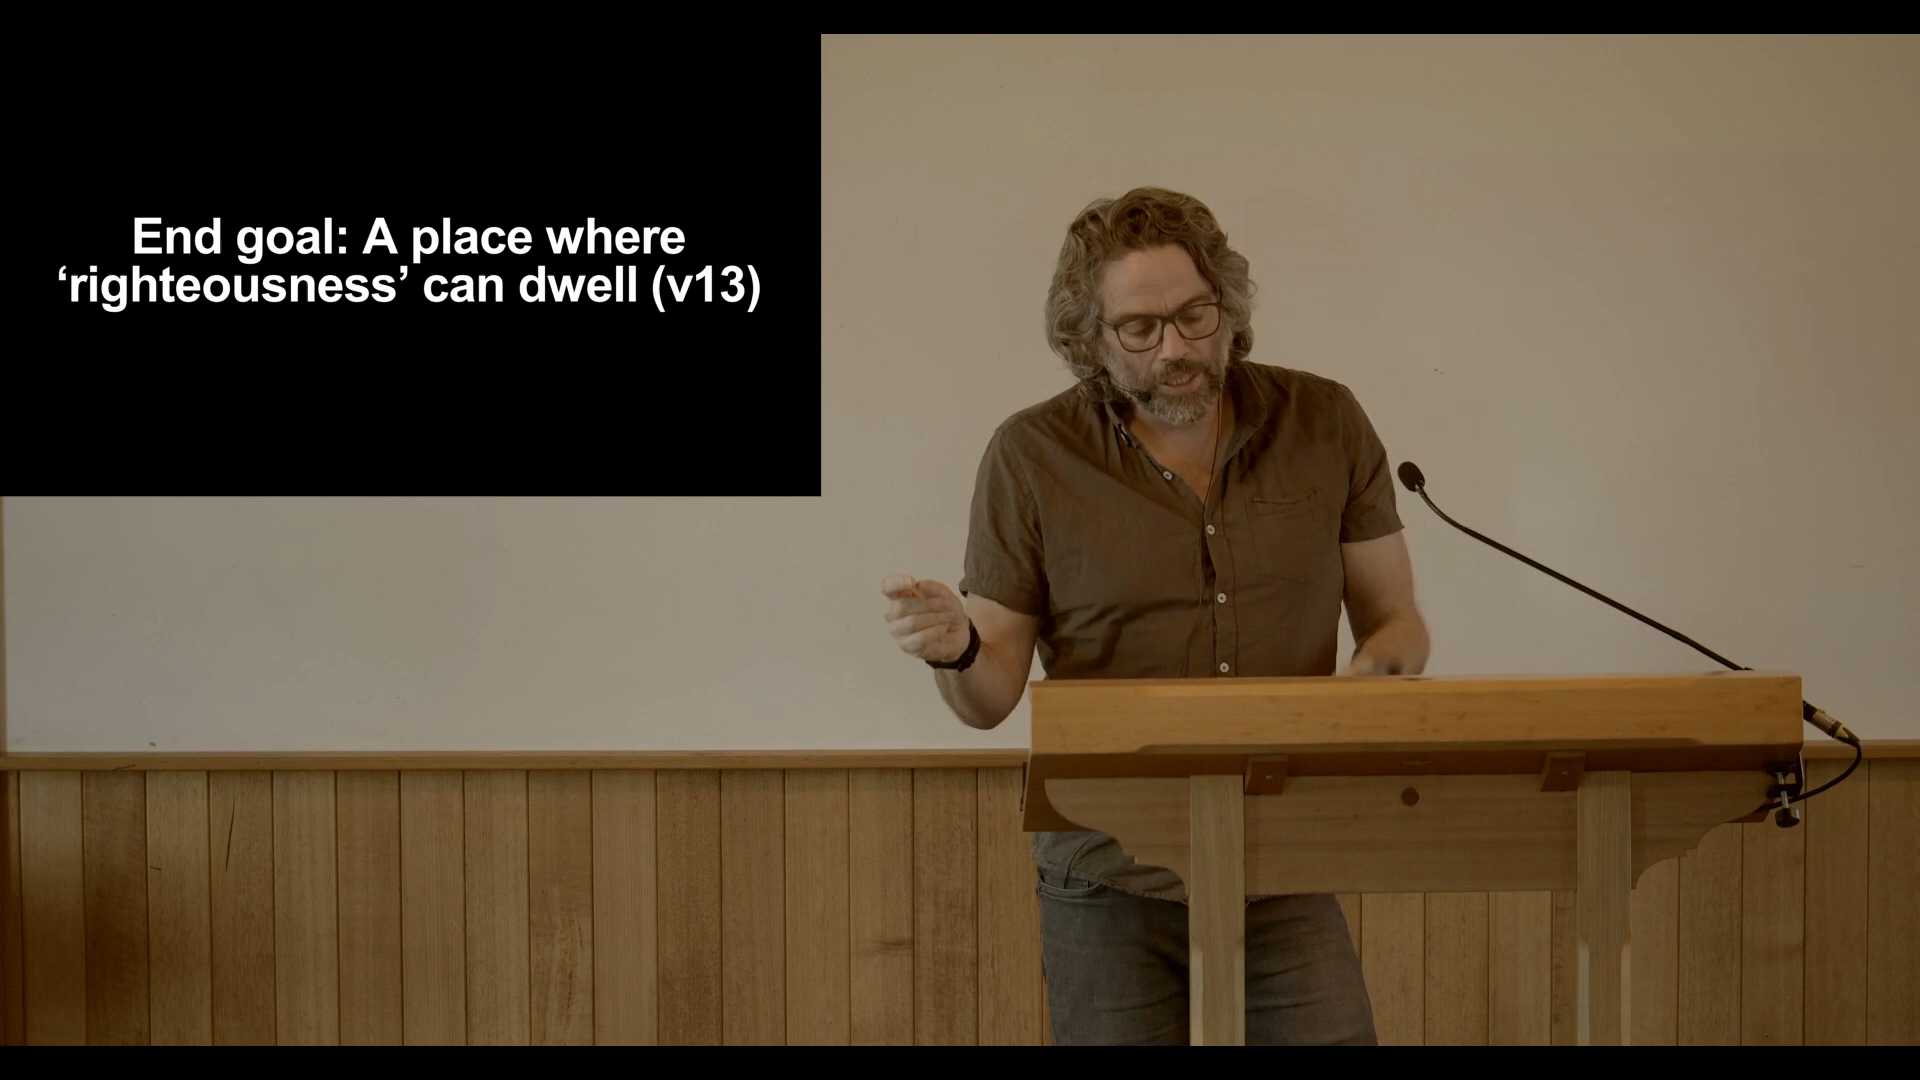 End goal: A place where
‘righteousness’ can dwell (v13)